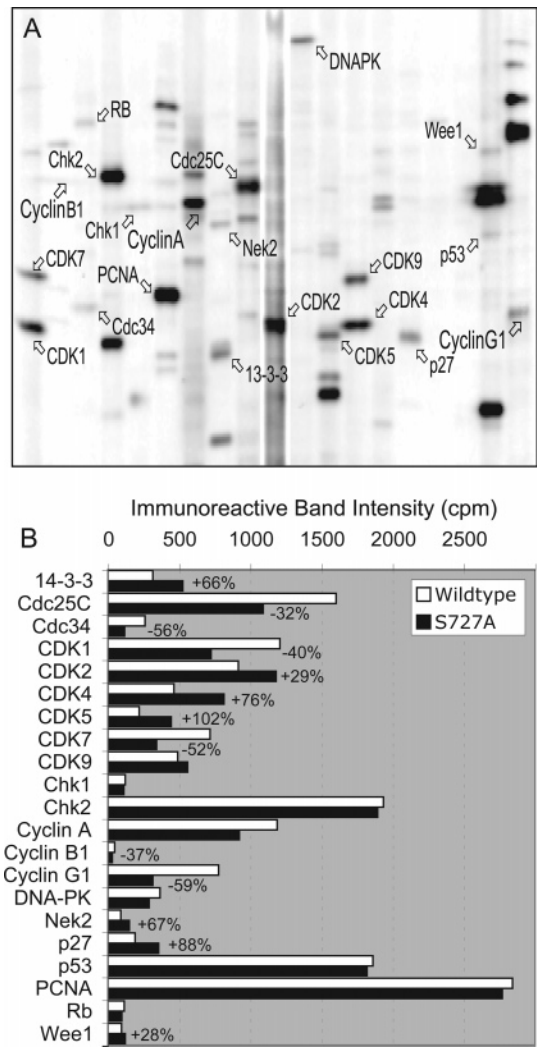 A
DNAPK
RB
Wee1
Chk2
Cdc25C
CyclinB1
Chk1
CyclinA
Nek2
p53
CDK7
PCNA
CDK9
CDK2
CDK4
Cdc34
CyclinG1
CDK1
13-3-3
CDK5
p27
Immunoreactive Band Intensity (cpm)
B
0 500 1000 1500 2000 2500
Wildtype
S727A
14-3-3 +66%
Cdc25C -32%
Cdc34 -56%
CDK1 -40%
CDK2 +29%
CDK4 +76%
CDK5 +102%
CDK7 -52%
CDK9
Chk1
Chk2
Cyclin A
Cyclin B1 -37%
Cyclin G1 -59%
DNA-PK
Nek2 +67%
p27 +88%
p53
PCNA
Rb
Wee1 +28%